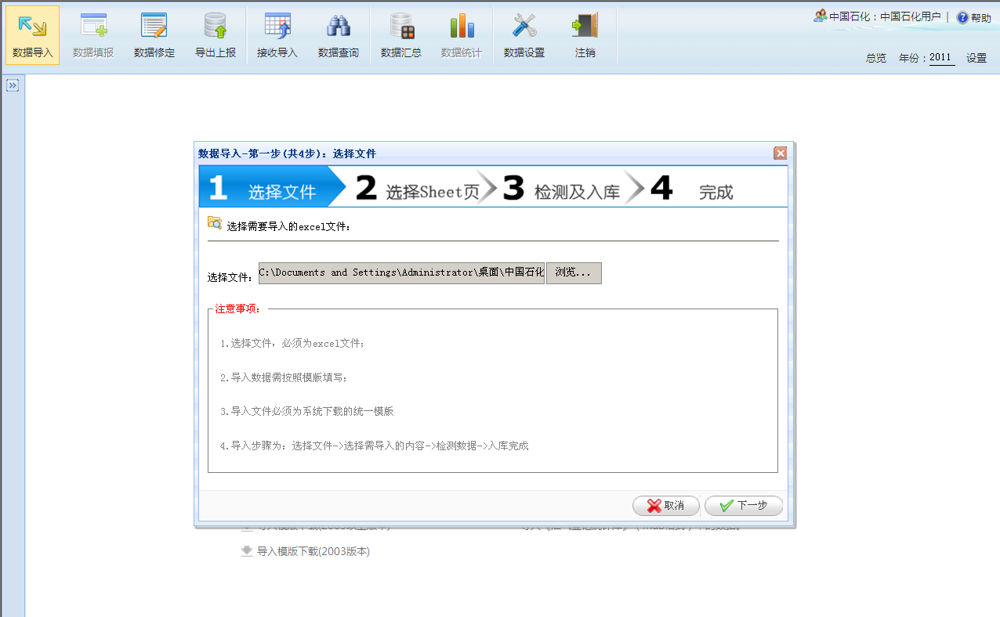 中国石化：中国石化用户 | 帮助
数据导入 数据填报 数据修定 导出上报 接收导入 数据查询 数据汇总 数据统计 数据设置 注销
总览 年份：2011 设置
数据导入-第一步(共4步)：选择文件
1 选择文件 2 选择Sheet页 3 检测及入库 4 完成
选择需要导入的excel文件:
选择文件: C:\Documents and Settings\Administrator\桌面\中国石化 浏览...
注意事项:
1.选择文件，必须为excel文件;
2.导入数据需按照模版填写;
3.导入文件必须为系统下载的统一模版
4.导入步骤为: 选择文件->选择需导入的内容->检测数据->入库完成
取消 下一步
导入模版下载(2003版本)